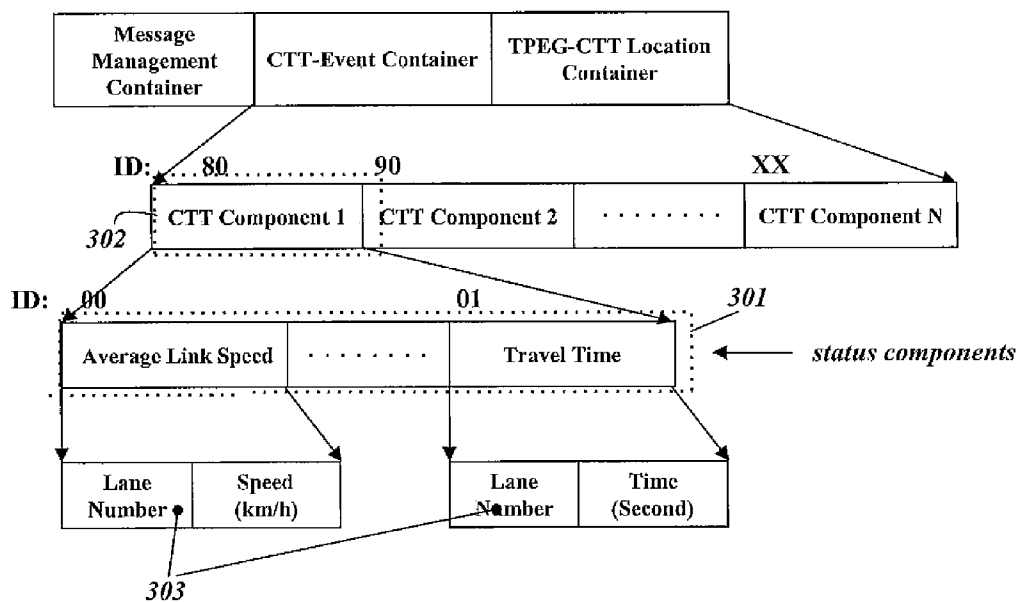 Message Management Container
CTT-Event Container
TPEG-CTT Location Container
ID: 80 90 XX
CTT Component 1
CTT Component 2
. . . . . . . .
CTT Component N
302
ID: 00 01
301
Average Link Speed
. . . . . . .
Travel Time
status components
Lane Number
Speed (km/h)
Lane Number
Time (Second)
303